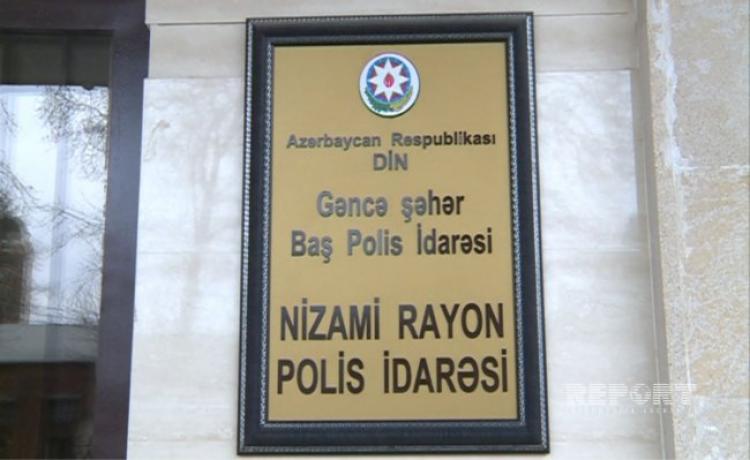 Azərbaycan Respublikası
DİN
Gəncə şəhər
Baş Polis İdarəsi
NİZAMİ RAYON
POLİS İDARƏSİ
REPORT